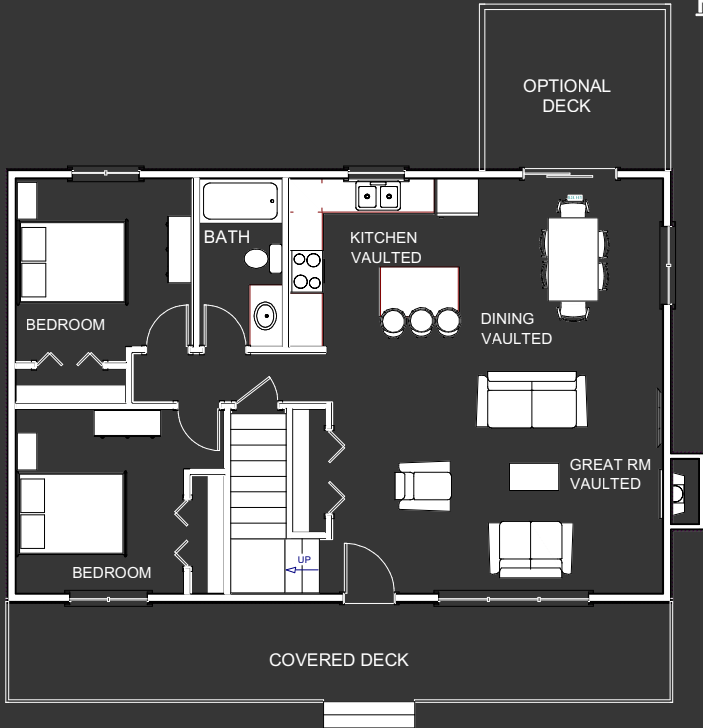 OPTIONAL
DECK
BATH
KITCHEN
VAULTED
BEDROOM
DINING
VAULTED
GREAT RM
VAULTED
UP
BEDROOM
COVERED DECK